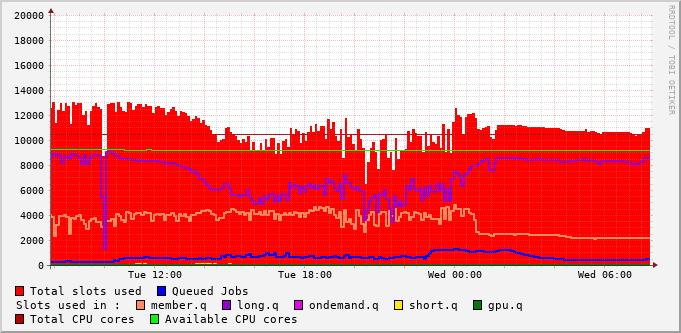 RRDTOOL / TOBI OETIKER
20000
18000
16000
14000
12000
10000
8000
6000
4000
2000
0
Tue 12:00 Tue 18:00 Wed 00:00 Wed 06:00
Total slots used Queued Jobs
Slots used in : member.q long.q ondemand.q short.q gpu.q
Total CPU cores Available CPU cores